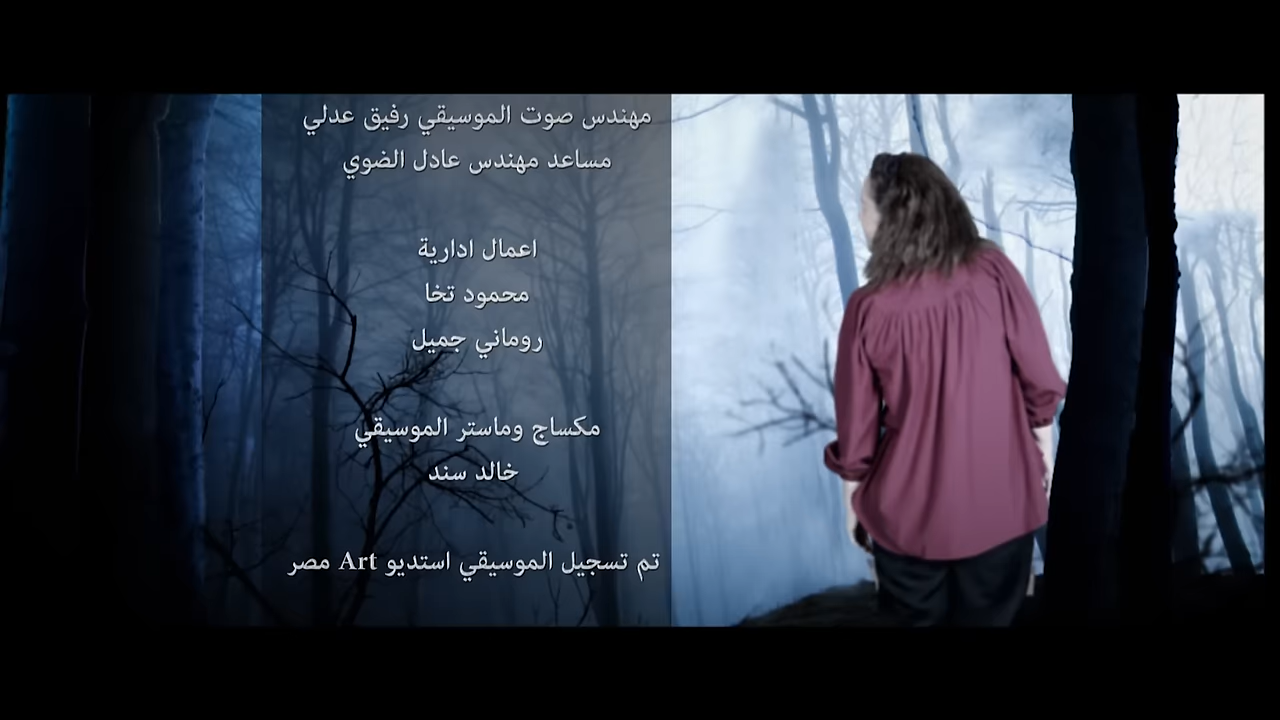 مهندس صوت الموسيقي رفيق عدلي
مساعد مهندس عادل الضوي
اعمال ادارية
محمود تخا
روماني جميل
مكساج وماستر الموسيقي
خالد سند
تم تسجيل الموسيقي استديو Art مصر